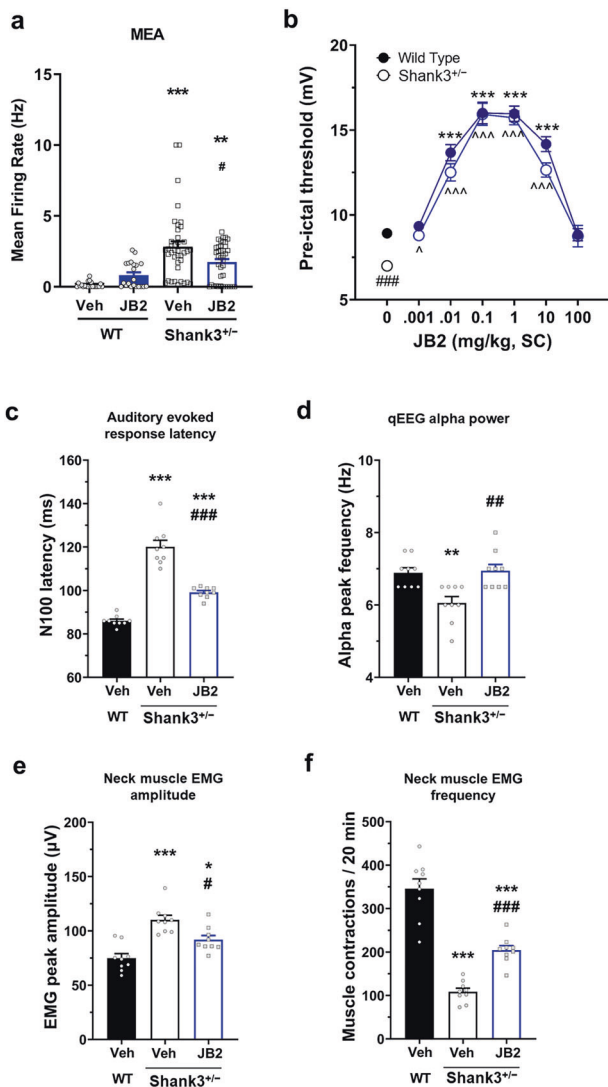 a
MEA
Mean Firing Rate (Hz)
15
10
5
0
***
**
#
Veh JB2 Veh JB2
WT Shank3+/−
b
Pre-ictal threshold (mV)
20
15
10
5
Wild Type
Shank3+/−
*** *** *** ***
^^^ ^^^
^^^ ^^^
^
###
0 .001 .01 0.1 1 10 100
JB2 (mg/kg, SC)
c
Auditory evoked
response latency
N100 latency (ms)
160
140
120
100
80
60
***
***
###
Veh Veh JB2
WT Shank3+/−
d
qEEG alpha power
Alpha peak fequency (Hz)
10
8
6
4
**
##
Veh Veh JB2
WT Shank3+/−
e
Neck muscle EMG
amplitude
EMG peak amplitude (µV)
200
150
100
50
0
***
*
#
Veh Veh JB2
WT Shank3+/−
f
Neck muscle EMG
frequency
Muscle contractions / 20 min
500
400
350
200
100
0
***
***
###
Veh Veh JB2
WT Shank3+/−